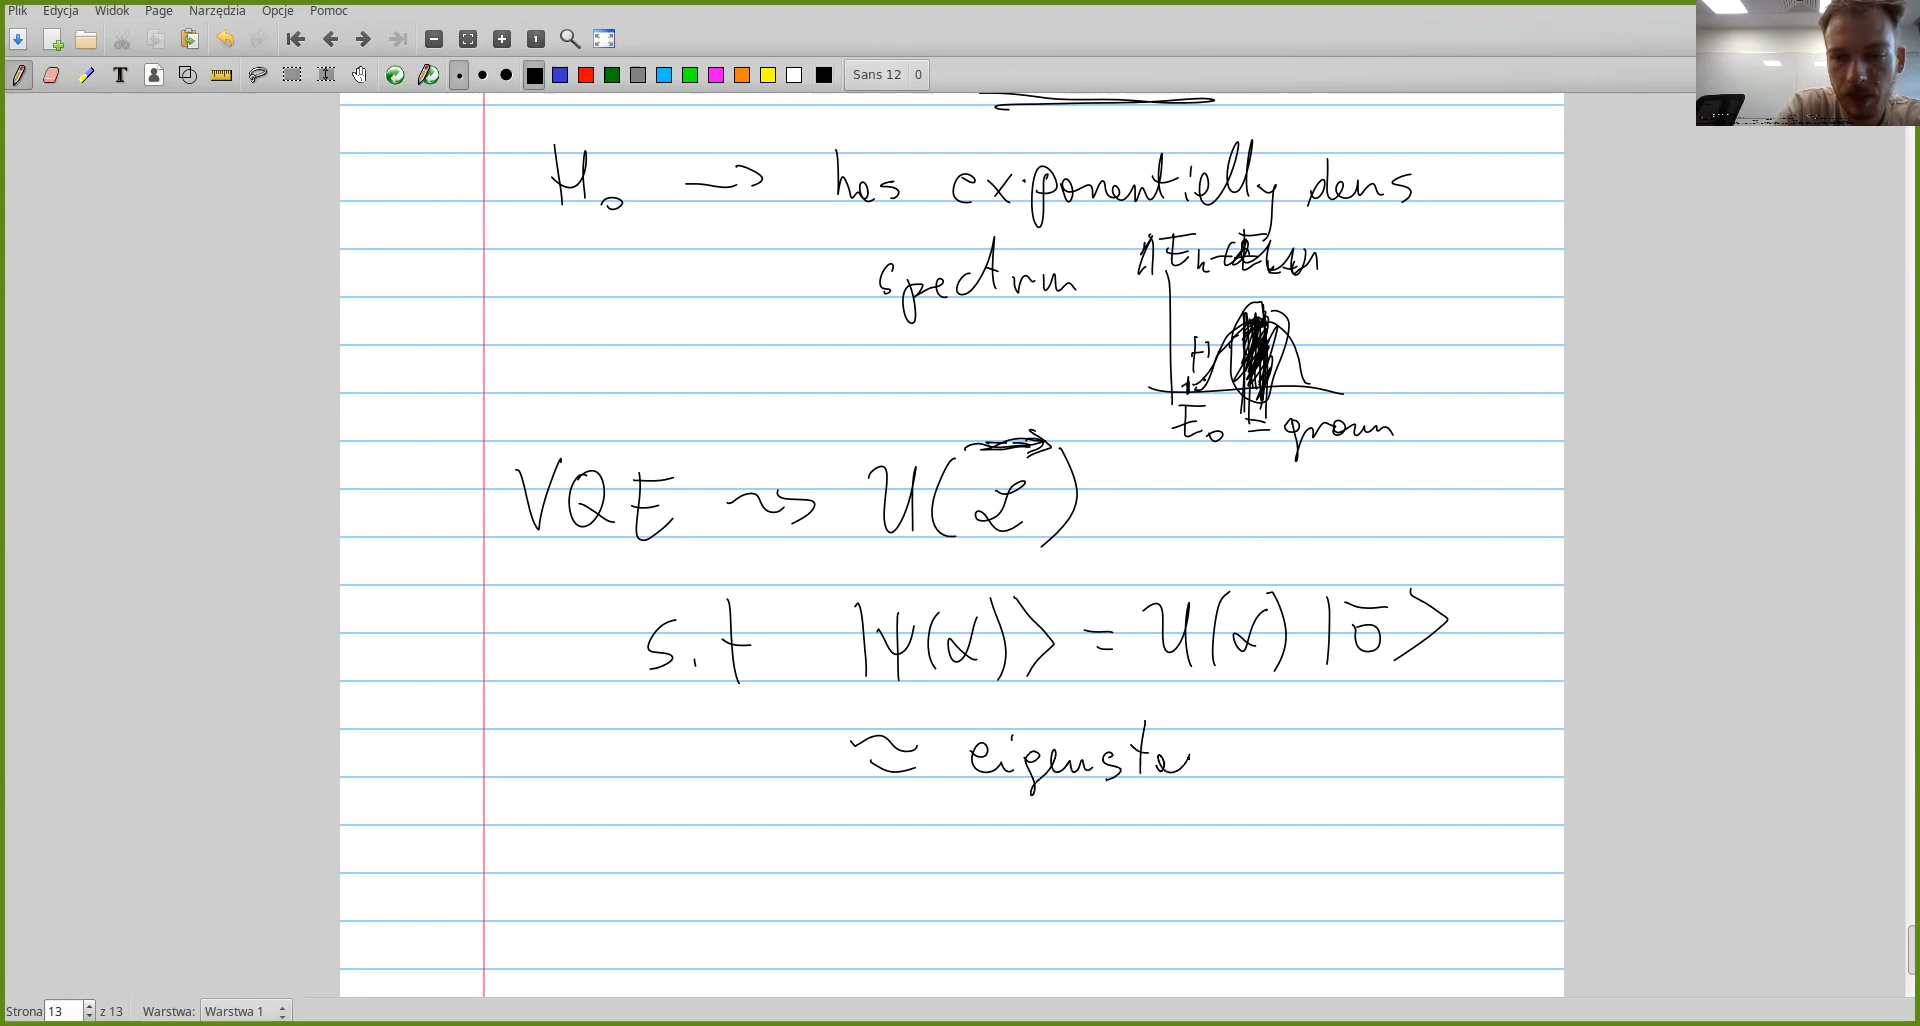 Plik Edycja Widok Page Narzędzia Opcje Pomoc
Sans 12 0
H₀ → has exponentielly dens
spectrum
E₀ ≡ groun
VQE ⇝ U(α⃗)
s.t |ψ(α)⟩ = U(α) |0̄⟩
≈ eigensta
Strona 13 z 13 Warstwa: Warstwa 1